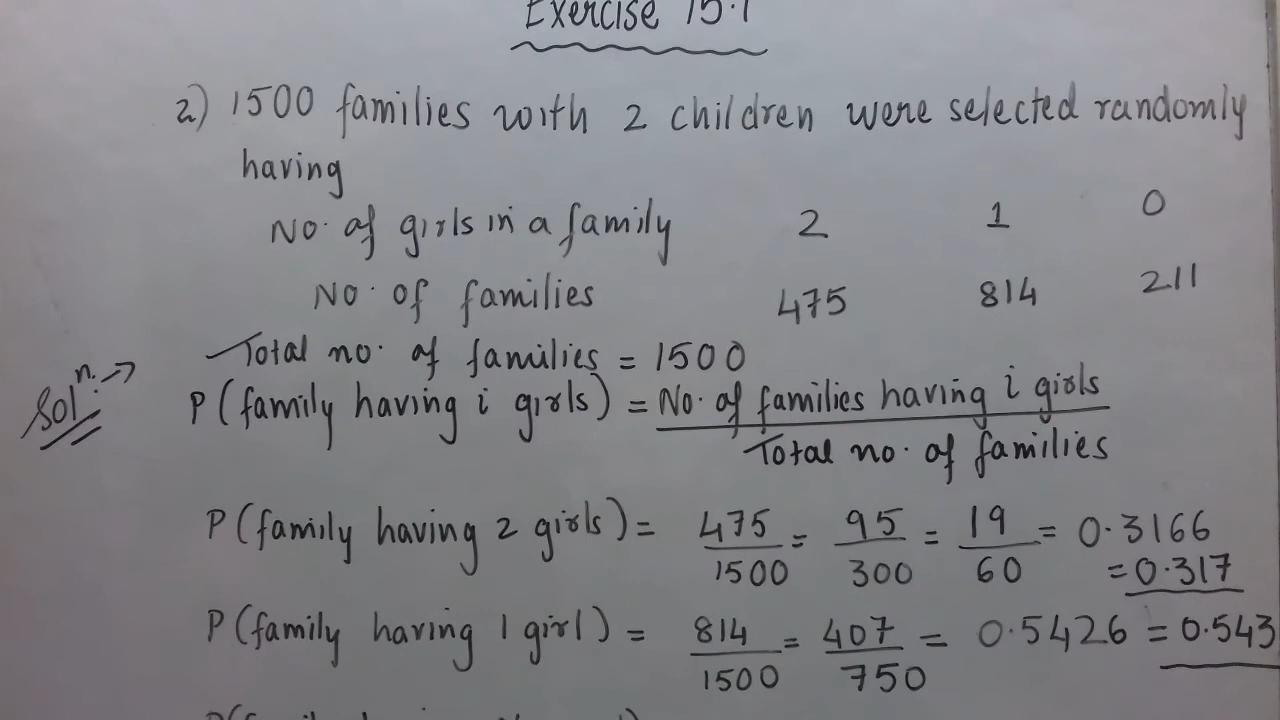 Exercise 15.1
2) 1500 families with 2 children were selected randomly
having
No. of girls in a family 2 1 0
No. of families 475 814 211
Soln. → Total no. of families = 1500
P(family having i girls) = No. of families having i girls / Total no. of families
P(family having 2 girls) = 475/1500 = 95/300 = 19/60 = 0.3166
= 0.317
P(family having 1 girl) = 814/1500 = 407/750 = 0.5426 = 0.543